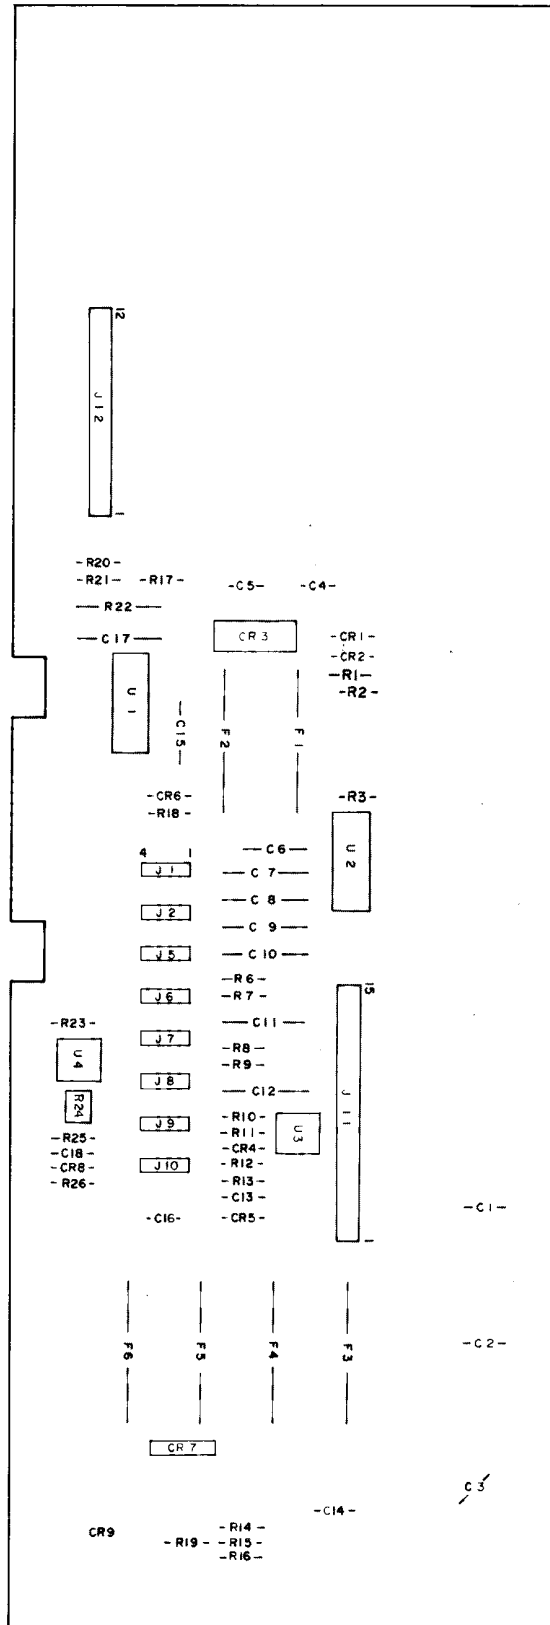 12
J12
1
-R20-
-R21- -R17- -C5- -C4-
R22
C17 CR3 -CR1-
-CR2-
-R1-
-R2-
U1
C15 F2 F1
-CR6- -R3-
-R18-
U2
4 1 C6
J1 C7
J2 C8
C9
J5 C10
R6
J6 -R7- 15
-R23- C11
J7 -R8-
U4 -R9-
J8 C12
R24 -R10-
J9 -R11- U3 J11
-R25- -CR4-
-C18- -R12-
-CR8- J10 -R13-
-R26- -C13- -C1-
-C16- -CR5- 1
F6 F5 F4 F3 -C2-
CR7
C3
-C14-
CR9 -R14-
-R19- -R15-
-R16-